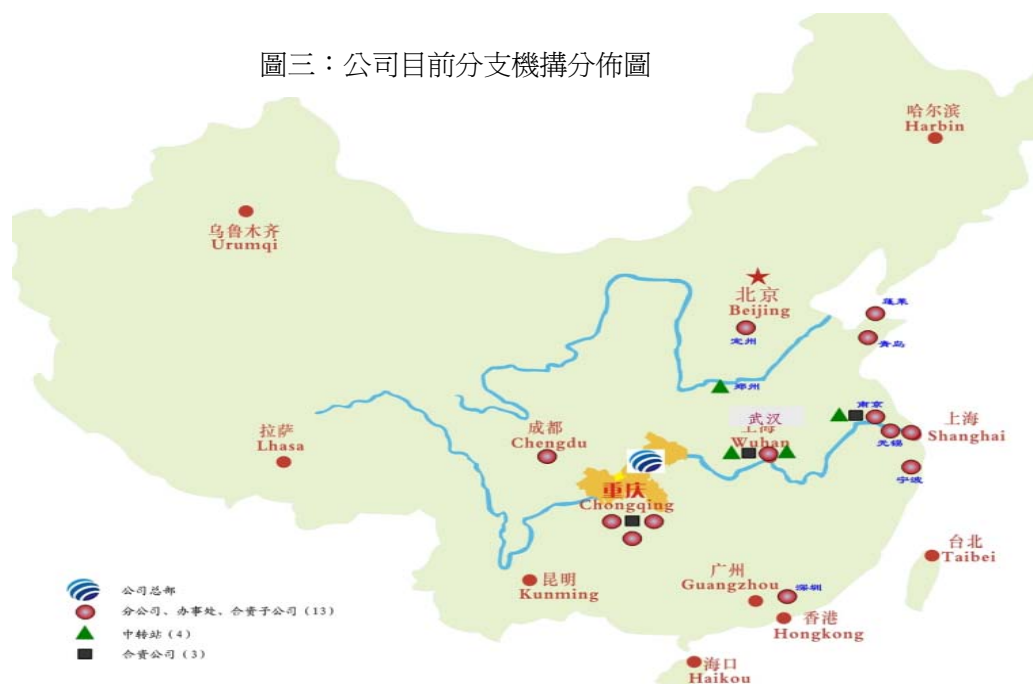 圖三：公司目前分支機搆分佈圖
哈尔滨
Harbin
乌鲁木齐
Urumqi
北京
Beijing
定州
蓬莱
青岛
郑州
拉萨
Lhasa
成都
Chengdu
武汉
上海
Wuhan
南京
无锡
上海
Shanghai
宁波
重庆
Chongqing
昆明
Kunming
广州
Guangzhou
深圳
香港
Hongkong
台北
Taibei
海口
Haikou
公司总部
分公司、办事处、合资子公司（13）
中转站（4）
合资公司（3）